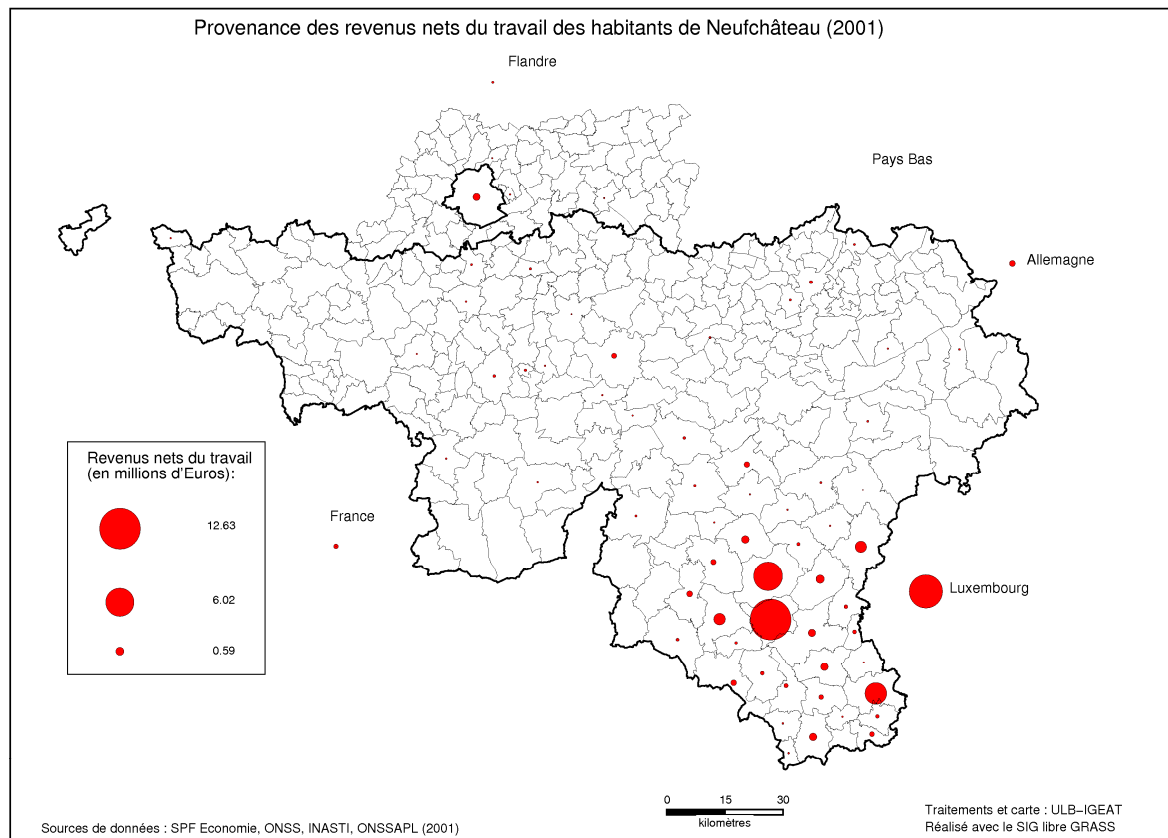 Provenance des revenus nets du travail des habitants de Neufchâteau (2001)
Flandre
Pays Bas
Allemagne
Revenus nets du travail
(en millions d'Euros):
12.63
6.02
0.59
France
Luxembourg
0 15 30
kilomètres
Sources de données : SPF Economie, ONSS, INASTI, ONSSAPL (2001)
Traitements et carte : ULB–IGEAT
Réalisé avec le SIG libre GRASS